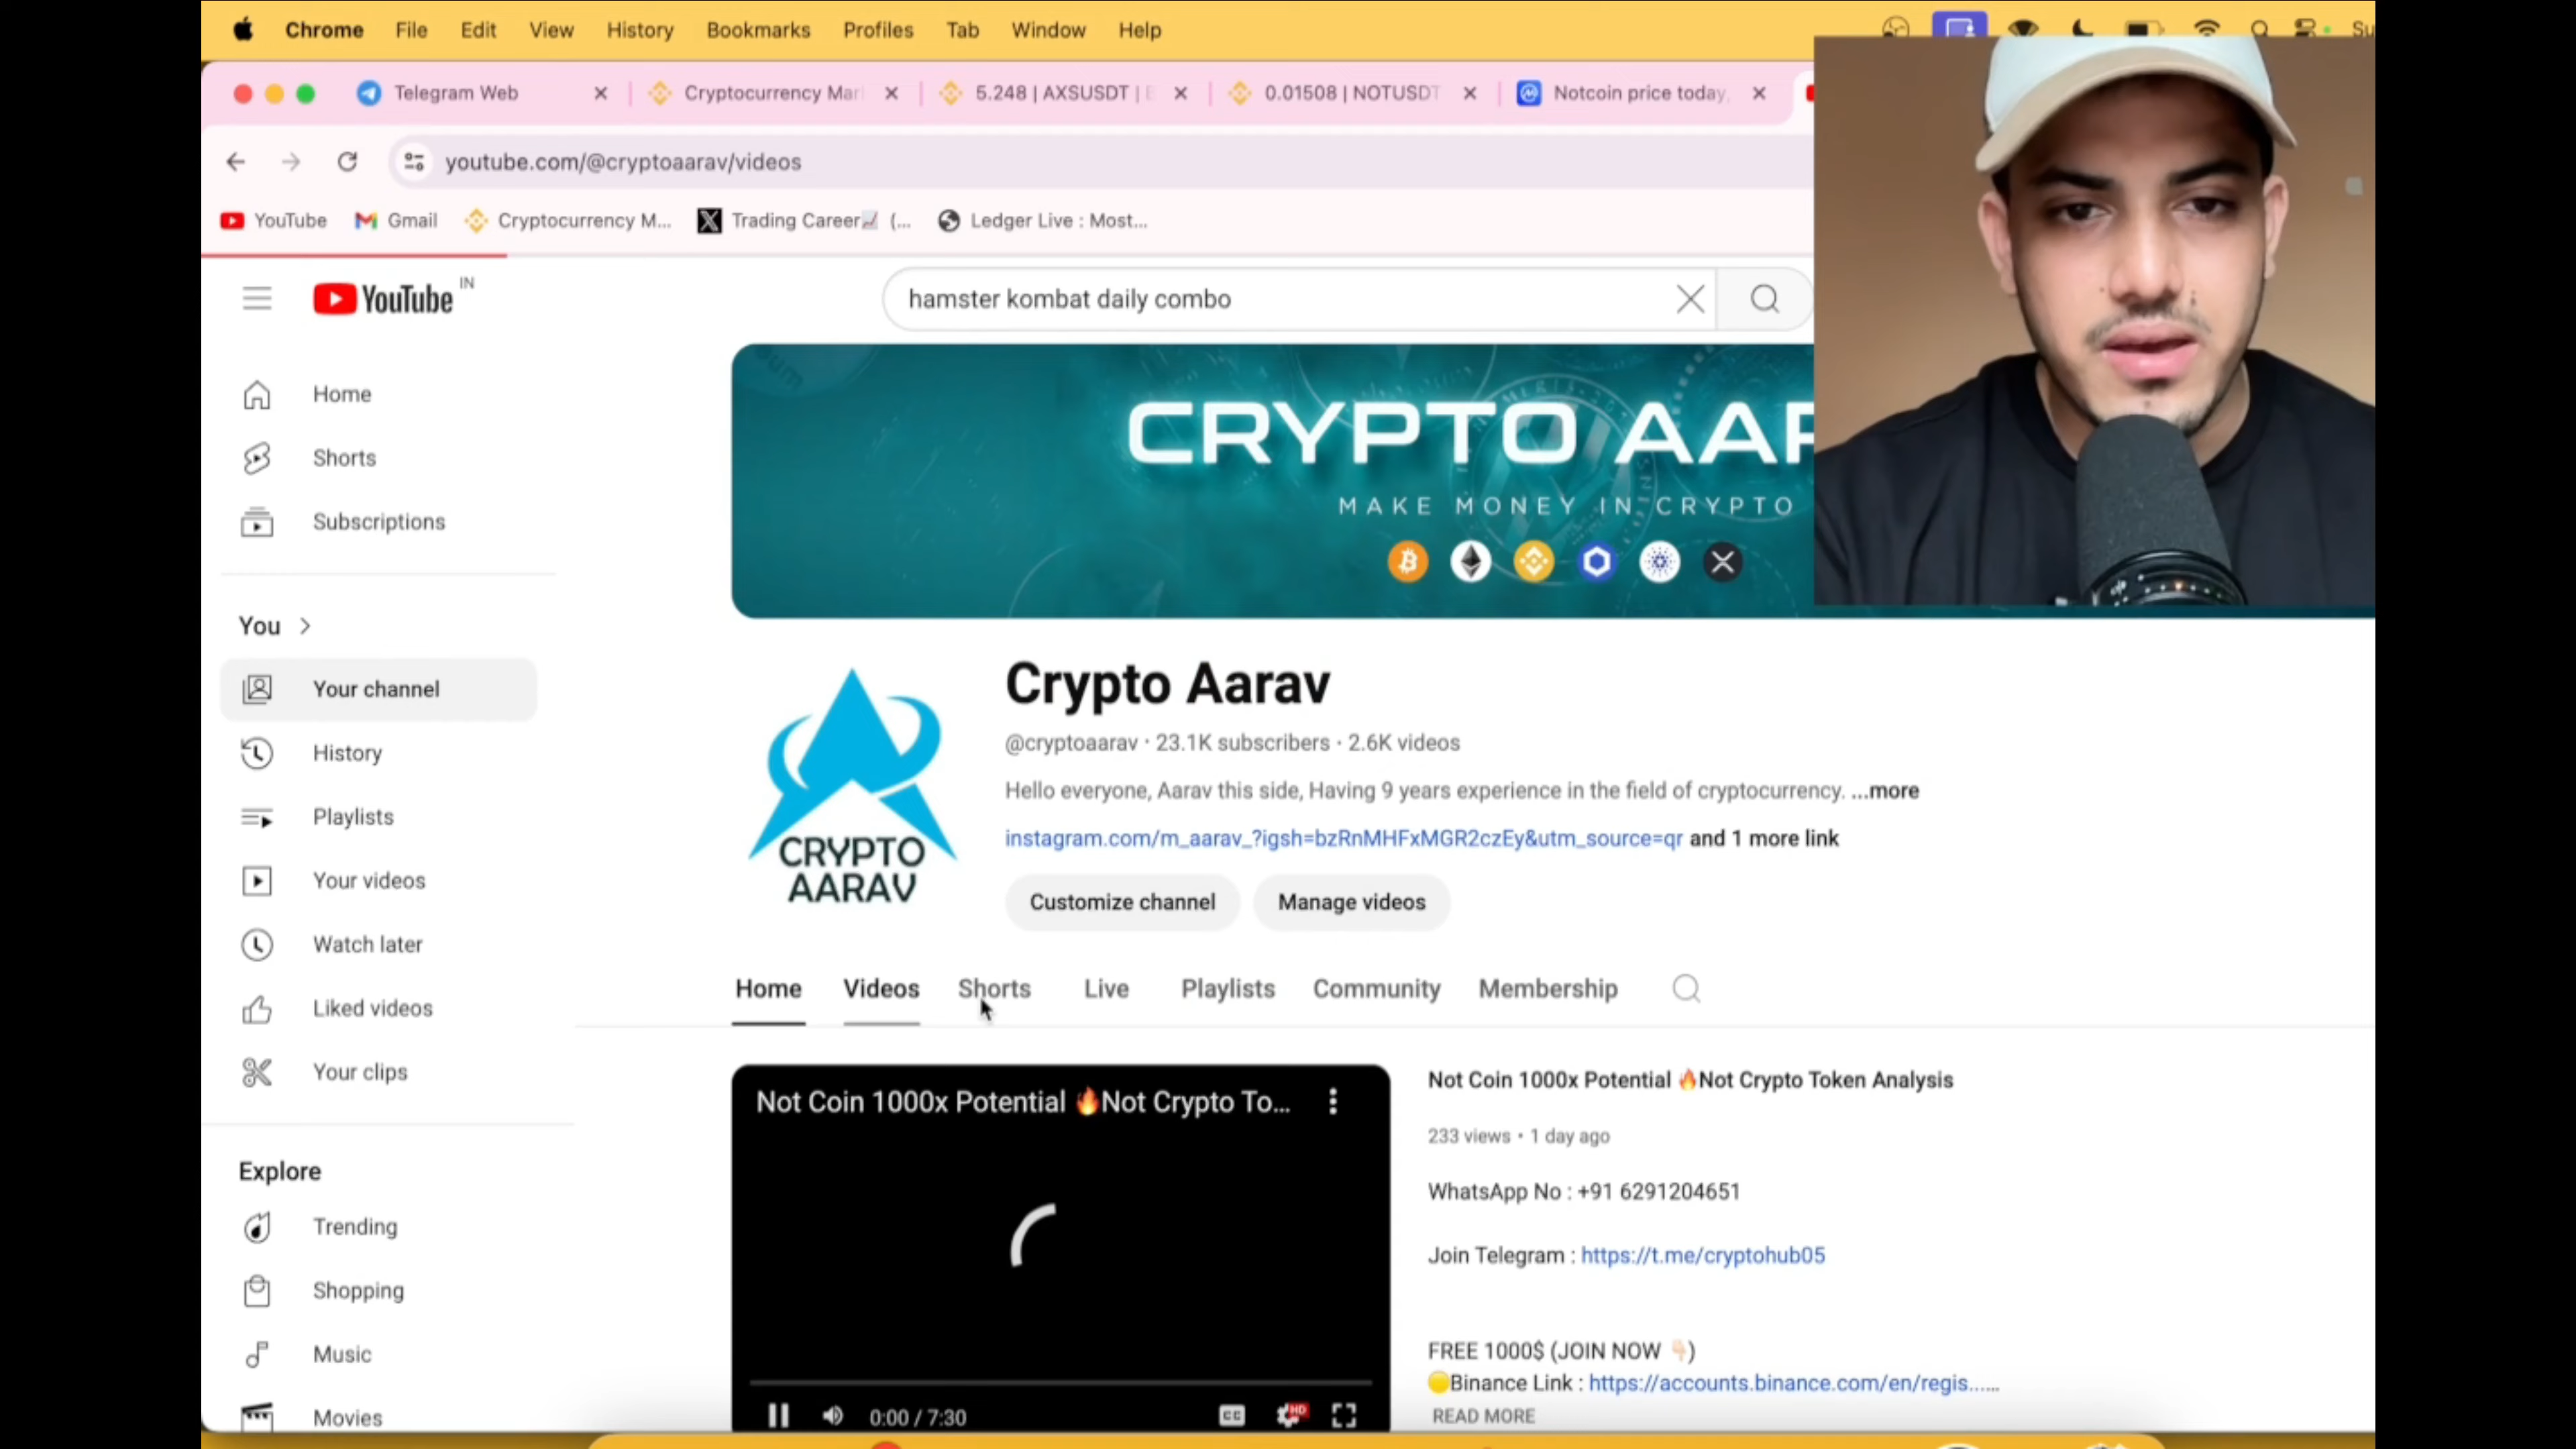 Chrome File Edit View History Bookmarks Profiles Tab Window Help Su
Telegram Web
Cryptocurrency Mar
5.248 | AXSUSDT |
0.01508 | NOTUSDT
Notcoin price today,
youtube.com/@cryptoaarav/videos
YouTube Gmail Cryptocurrency M... Trading Career📈 (... Ledger Live : Most...
YouTube IN
hamster kombat daily combo
Home
Shorts
Subscriptions
You
Your channel
History
Playlists
Your videos
Watch later
Liked videos
Your clips
Explore
Trending
Shopping
Music
Movies
CRYPTO AA
MAKE MONEY IN CRYPTO
CRYPTO
AARAV
Crypto Aarav
@cryptoaarav · 23.1K subscribers · 2.6K videos
Hello everyone, Aarav this side, Having 9 years experience in the field of cryptocurrency. ...more
instagram.com/m_aarav_?igsh=bzRnMHFxMGR2czEy&utm_source=qr and 1 more link
Customize channel Manage videos
Home Videos Shorts Live Playlists Community Membership
Not Coin 1000x Potential 🔥Not Crypto To...
0:00 / 7:30
CC HD
Not Coin 1000x Potential 🔥Not Crypto Token Analysis
233 views · 1 day ago
WhatsApp No : +91 6291204651
Join Telegram : https://t.me/cryptohub05
FREE 1000$ (JOIN NOW 👇🏻)
🟡Binance Link : https://accounts.binance.com/en/regis......
READ MORE